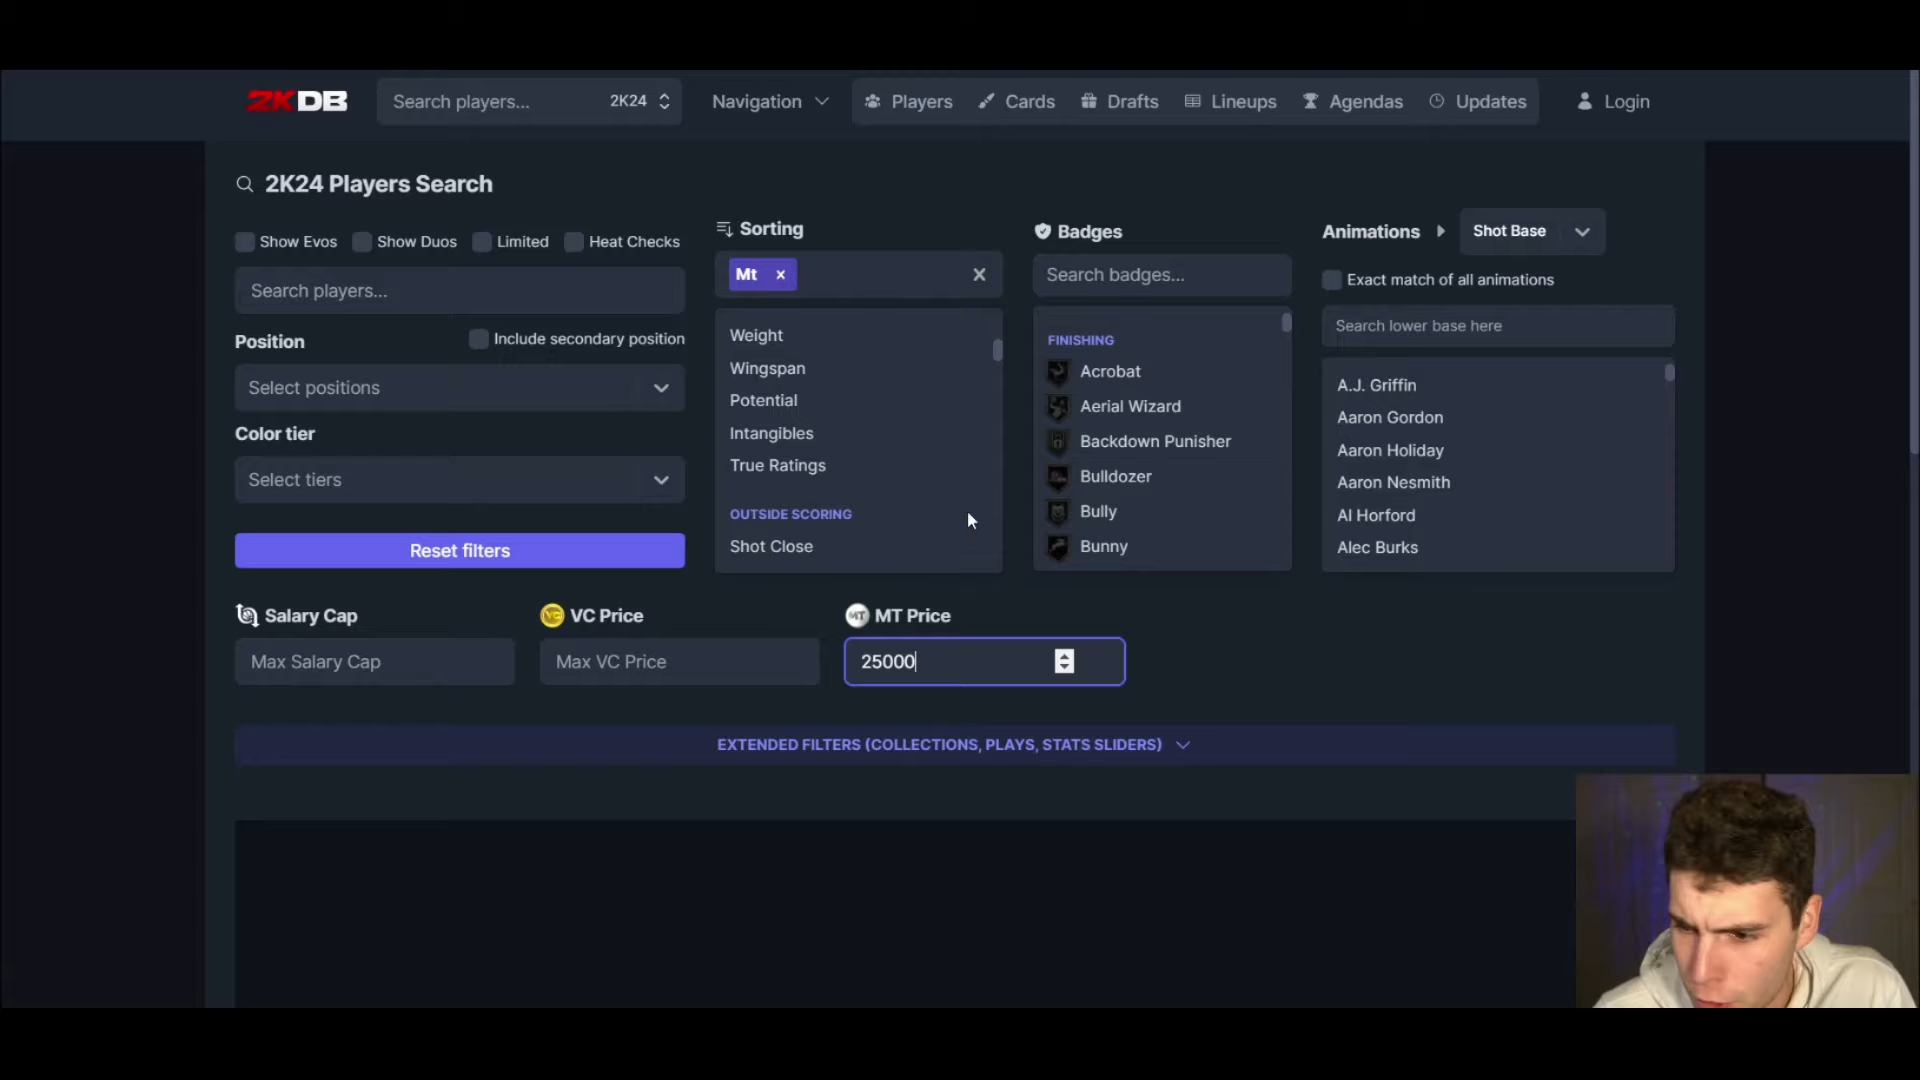 2KDB
Search players... 2K24
Navigation
Players
Cards
Drafts
Lineups
Agendas
Updates
Login
2K24 Players Search
Show Evos
Show Duos
Limited
Heat Checks
Search players...
Position
Include secondary position
Select positions
Color tier
Select tiers
Reset filters
Sorting
Mt ×
Weight
Wingspan
Potential
Intangibles
True Ratings
OUTSIDE SCORING
Shot Close
Badges
Search badges...
FINISHING
Acrobat
Aerial Wizard
Backdown Punisher
Bulldozer
Bully
Bunny
Animations
Shot Base
Exact match of all animations
Search lower base here
A.J. Griffin
Aaron Gordon
Aaron Holiday
Aaron Nesmith
Al Horford
Alec Burks
Salary Cap
Max Salary Cap
VC VC Price
Max VC Price
MT MT Price
25000
EXTENDED FILTERS (COLLECTIONS, PLAYS, STATS SLIDERS)